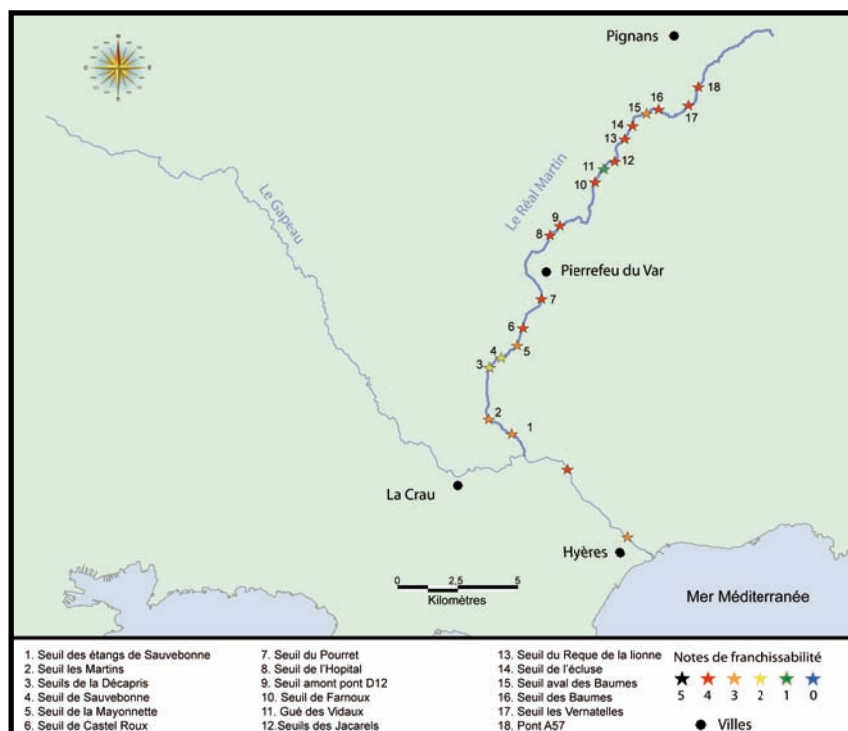 N
O E
S
Pignans
18
16
15
17
14
13
12
11
10
Le Réal Martin
Le Gapeau
9
8
Pierrefeu du Var
7
6
5
4
3
2
1
La Crau
Hyères
0 2,5 5
Kilomètres
Mer Méditerranée
1. Seuil des étangs de Sauvebonne
2. Seuil les Martins
3. Seuils de la Décapris
4. Seuil de Sauvebonne
5. Seuil de la Mayonnette
6. Seuil de Castel Roux
7. Seuil du Pourret
8. Seuil de l'Hopital
9. Seuil amont pont D12
10. Seuil de Farnoux
11. Gué des Vidaux
12.Seuils des Jacarels
13. Seuil du Reque de la lionne
14. Seuil de l'écluse
15. Seuil aval des Baumes
16. Seuil des Baumes
17. Seuil les Vernatelles
18. Pont A57
Notes de franchissabilité
5 4 3 2 1 0
Villes